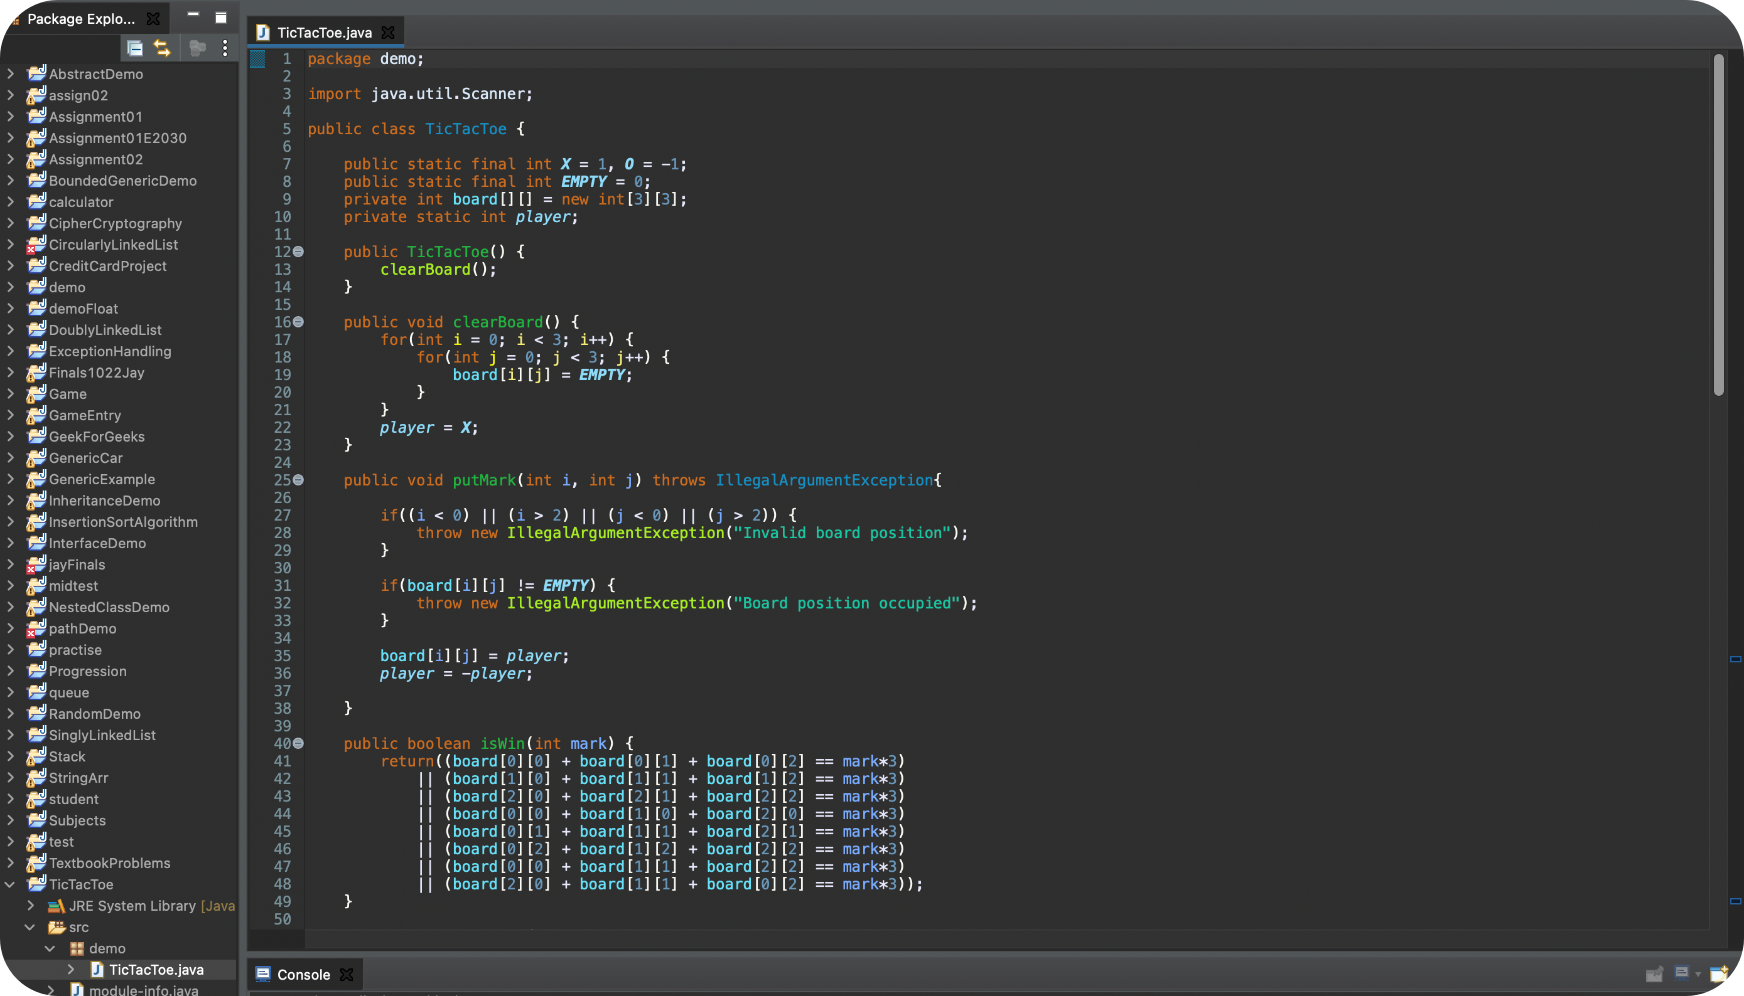 Package Explo...
AbstractDemo
assign02
Assignment01
Assignment01E2030
Assignment02
BoundedGenericDemo
calculator
CipherCryptography
CircularlyLinkedList
CreditCardProject
demo
demoFloat
DoublyLinkedList
ExceptionHandling
Finals1022Jay
Game
GameEntry
GeekForGeeks
GenericCar
GenericExample
InheritanceDemo
InsertionSortAlgorithm
InterfaceDemo
jayFinals
midtest
NestedClassDemo
pathDemo
practise
Progression
queue
RandomDemo
SinglyLinkedList
Stack
StringArr
student
Subjects
test
TextbookProblems
TicTacToe
JRE System Library [Java
src
demo
TicTacToe.java
module-info.java
TicTacToe.java
1 package demo;
2
3 import java.util.Scanner;
4
5 public class TicTacToe {
6
7     public static final int X = 1, O = -1;
8     public static final int EMPTY = 0;
9     private int board[][] = new int[3][3];
10     private static int player;
11
12     public TicTacToe() {
13         clearBoard();
14     }
15
16     public void clearBoard() {
17         for(int i = 0; i < 3; i++) {
18             for(int j = 0; j < 3; j++) {
19                 board[i][j] = EMPTY;
20             }
21         }
22         player = X;
23     }
24
25     public void putMark(int i, int j) throws IllegalArgumentException{
26
27         if((i < 0) || (i > 2) || (j < 0) || (j > 2)) {
28             throw new IllegalArgumentException("Invalid board position");
29         }
30
31         if(board[i][j] != EMPTY) {
32             throw new IllegalArgumentException("Board position occupied");
33         }
34
35         board[i][j] = player;
36         player = -player;
37
38     }
39
40     public boolean isWin(int mark) {
41         return((board[0][0] + board[0][1] + board[0][2] == mark*3)
42             || (board[1][0] + board[1][1] + board[1][2] == mark*3)
43             || (board[2][0] + board[2][1] + board[2][2] == mark*3)
44             || (board[0][0] + board[1][0] + board[2][0] == mark*3)
45             || (board[0][1] + board[1][1] + board[2][1] == mark*3)
46             || (board[0][2] + board[1][2] + board[2][2] == mark*3)
47             || (board[0][0] + board[1][1] + board[2][2] == mark*3)
48             || (board[2][0] + board[1][1] + board[0][2] == mark*3));
49     }
50
Console